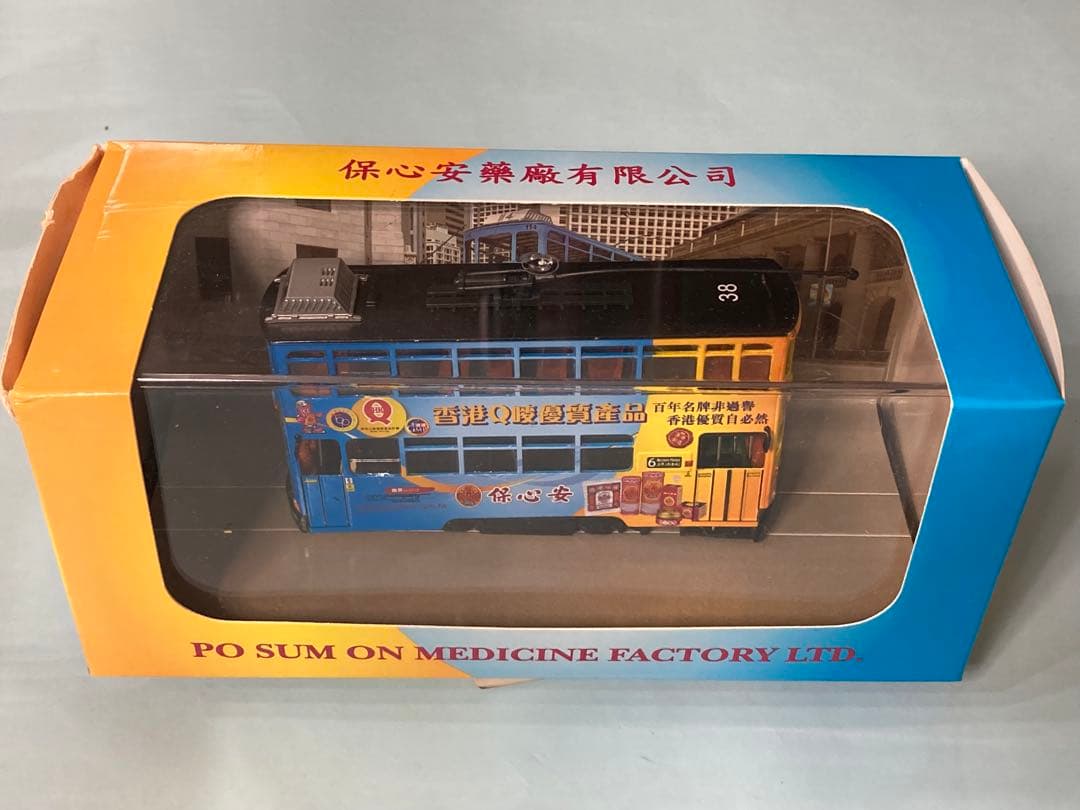 保心安藥廠有限公司
114
38
香港Q嘜優質產品
百年名牌非過譽
香港優質自必然
Q
6
保心安
PO SUM ON MEDICINE FACTORY LTD.